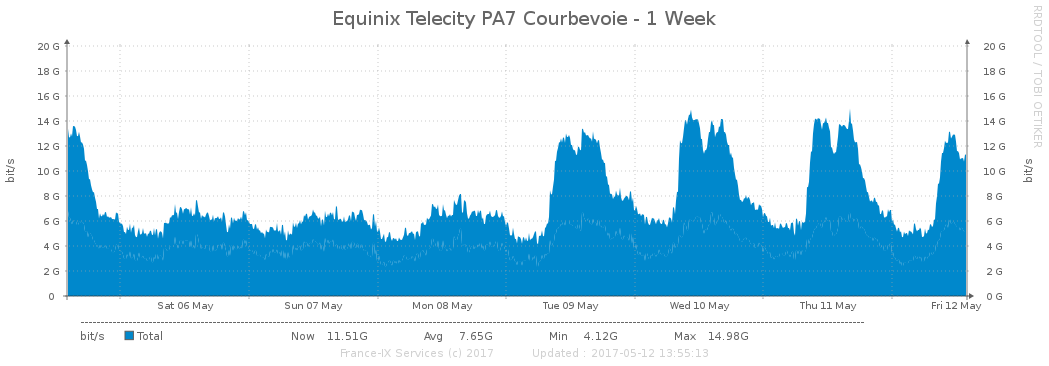 Equinix Telecity PA7 Courbevoie - 1 Week
RRDTOOL / TOBI OETIKER
bit/s
20 G
18 G
16 G
14 G
12 G
10 G
8 G
6 G
4 G
2 G
0
20 G
18 G
16 G
14 G
12 G
10 G
8 G
6 G
4 G
2 G
0 G
bit/s
Sat 06 May Sun 07 May Mon 08 May Tue 09 May Wed 10 May Thu 11 May Fri 12 May
bit/s Total Now 11.51G Avg 7.65G Min 4.12G Max 14.98G
France-IX Services (c) 2017 Updated : 2017-05-12 13:55:13